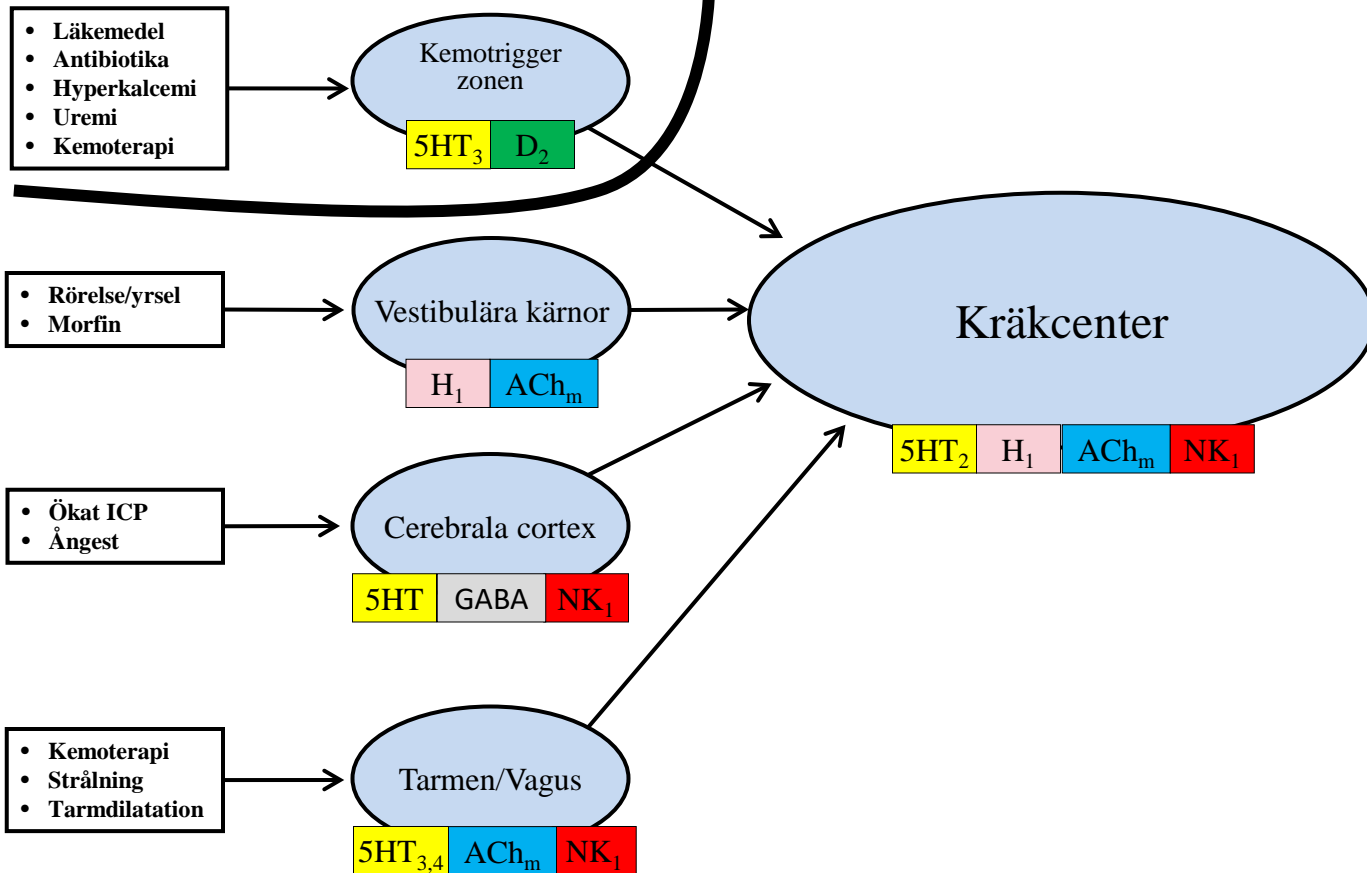 • Läkemedel
• Antibiotika
• Hyperkalcemi
• Uremi
• Kemoterapi
Kemotrigger
zonen
5HT₃ D₂
• Rörelse/yrsel
• Morfin
Vestibulära kärnor
H₁ AChₘ
Kräkcenter
5HT₂ H₁ AChₘ NK₁
• Ökat ICP
• Ångest
Cerebrala cortex
5HT GABA NK₁
• Kemoterapi
• Strålning
• Tarmdilatation
Tarmen/Vagus
5HT₃,₄ AChₘ NK₁